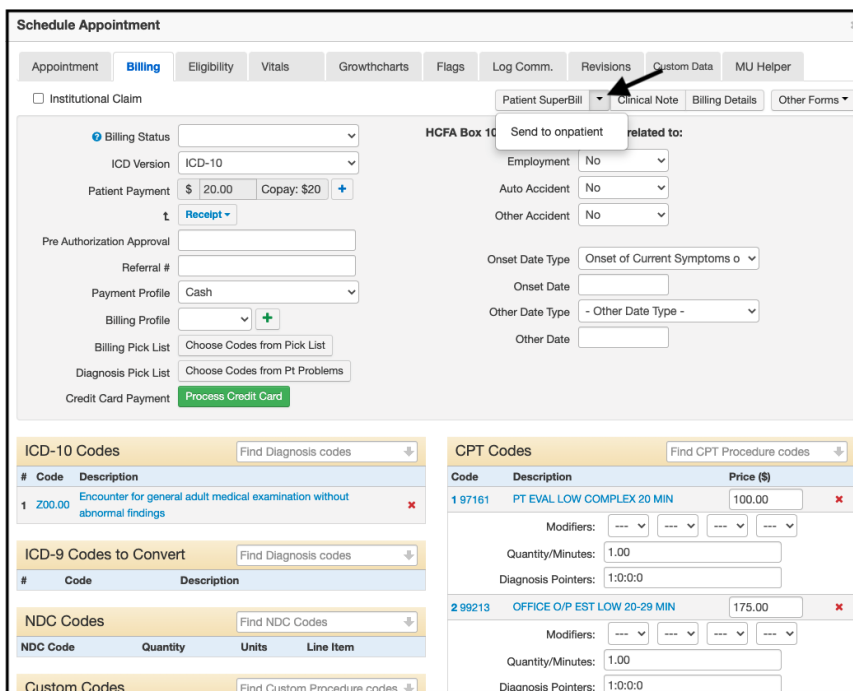 Schedule Appointment
Appointment Billing Eligibility Vitals Growthcharts Flags Log Comm. Revisions Custom Data MU Helper
Institutional Claim Patient SuperBill Clinical Note Billing Details Other Forms
Send to onpatient
Billing Status HCFA Box 10 related to:
ICD Version ICD-10 Employment No
Patient Payment $ 20.00 Copay: $20 + Auto Accident No
Receipt Other Accident No
Pre Authorization Approval
Referral # Onset Date Type Onset of Current Symptoms o
Payment Profile Cash Onset Date
Billing Profile + Other Date Type - Other Date Type -
Billing Pick List Choose Codes from Pick List Other Date
Diagnosis Pick List Choose Codes from Pt Problems
Credit Card Payment Process Credit Card
ICD-10 Codes Find Diagnosis codes
# Code Description
1 Z00.00 Encounter for general adult medical examination without
abnormal findings
ICD-9 Codes to Convert Find Diagnosis codes
# Code Description
NDC Codes Find NDC Codes
NDC Code Quantity Units Line Item
Custom Codes Find Custom Procedure codes
CPT Codes Find CPT Procedure codes
Code Description Price ($)
1 97161 PT EVAL LOW COMPLEX 20 MIN 100.00
Modifiers: --- --- --- ---
Quantity/Minutes: 1.00
Diagnosis Pointers: 1:0:0:0
2 99213 OFFICE O/P EST LOW 20-29 MIN 175.00
Modifiers: --- --- --- ---
Quantity/Minutes: 1.00
Diagnosis Pointers: 1:0:0:0